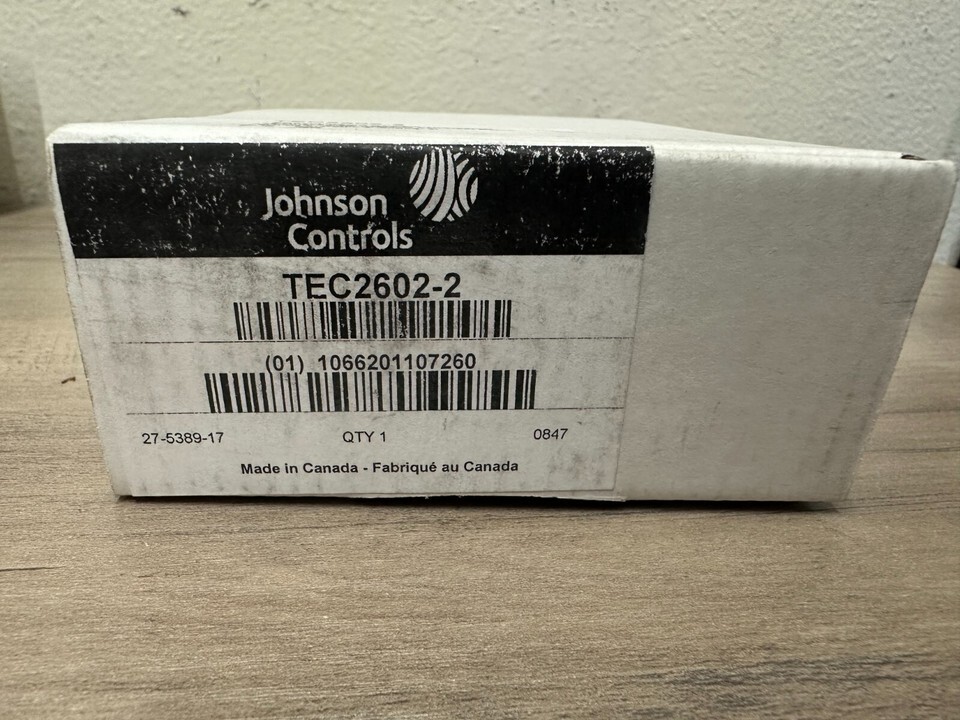 Johnson
Controls
TEC2602-2
(01) 1066201107260
27-5389-17 QTY 1 0847
Made in Canada - Fabriqué au Canada